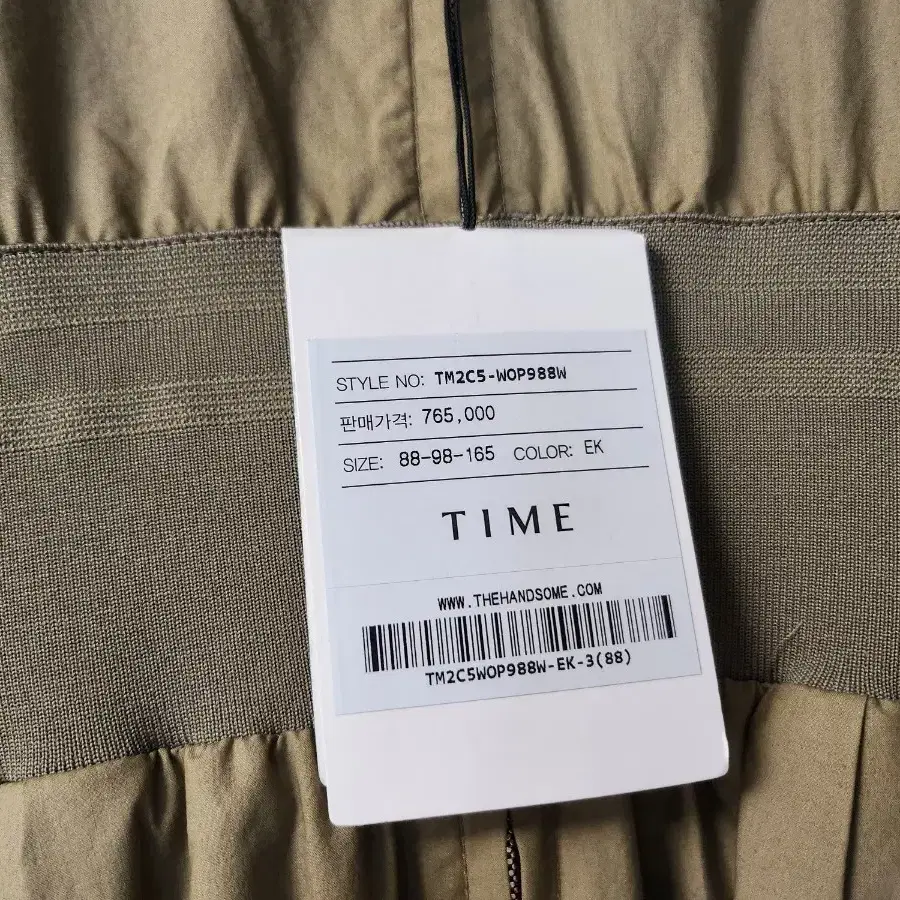 STYLE NO: TM2C5-WOP988W
판매가격: 765,000
SIZE: 88-98-165 COLOR: EK
TIME
WWW.THEHANDSOME.COM
TM2C5WOP988W-EK-3(88)